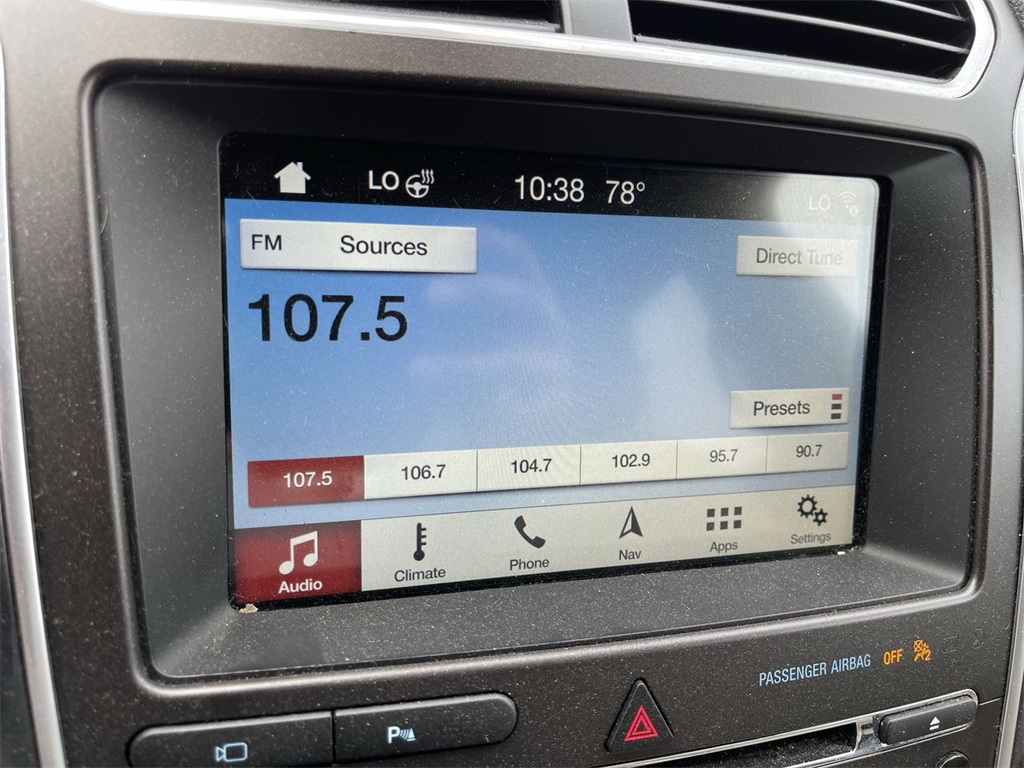 LO 10:38 78° LO
FM Sources
Direct Tune
107.5
Presets
107.5 106.7 104.7 102.9 95.7 90.7
Audio Climate Phone Nav Apps Settings
PASSENGER AIRBAG OFF 2
P